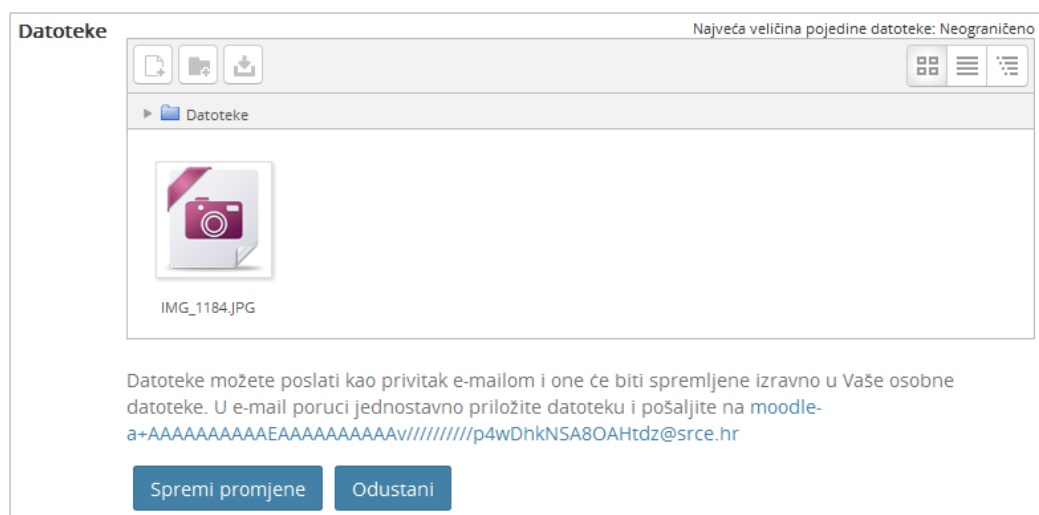 Datoteke
Najveća veličina pojedine datoteke: Neograničeno
Datoteke
IMG_1184.JPG
Datoteke možete poslati kao privitak e-mailom i one će biti spremljene izravno u Vaše osobne
datoteke. U e-mail poruci jednostavno priložite datoteku i pošaljite na moodle-
a+AAAAAAAAAAEAAAAAAAAAAv//////////p4wDhkNSA8OAHtdz@srce.hr
Spremi promjene Odustani